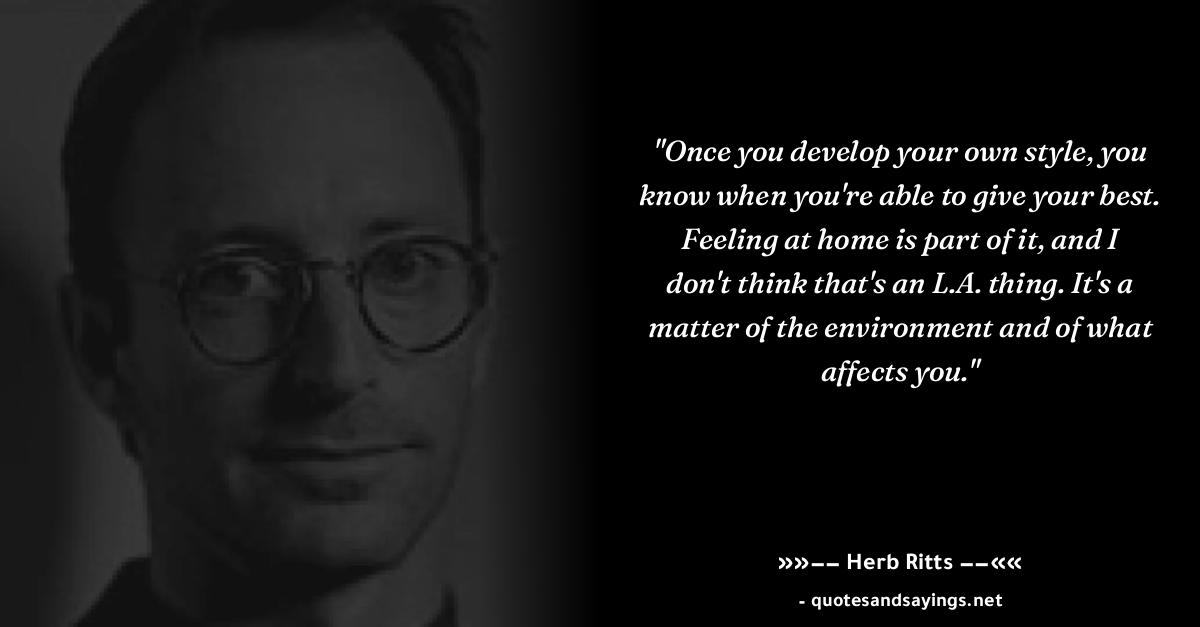 "Once you develop your own style, you
know when you're able to give your best.
Feeling at home is part of it, and I
don't think that's an L.A. thing. It's a
matter of the environment and of what
affects you."
»»−− Herb Ritts −−««
- quotesandsayings.net